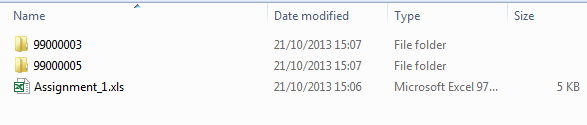 Name Date modified Type Size
99000003 21/10/2013 15:07 File folder
99000005 21/10/2013 15:07 File folder
Assignment_1.xls 21/10/2013 15:06 Microsoft Excel 97... 5 KB